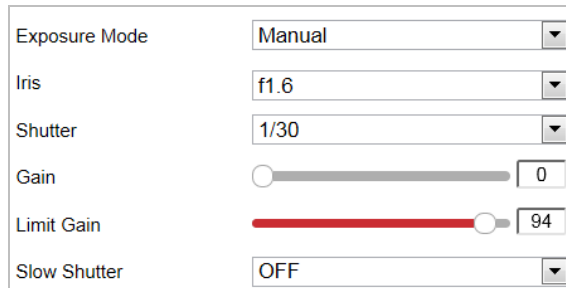 Exposure Mode Manual
Iris f1.6
Shutter 1/30
Gain 0
Limit Gain 94
Slow Shutter OFF